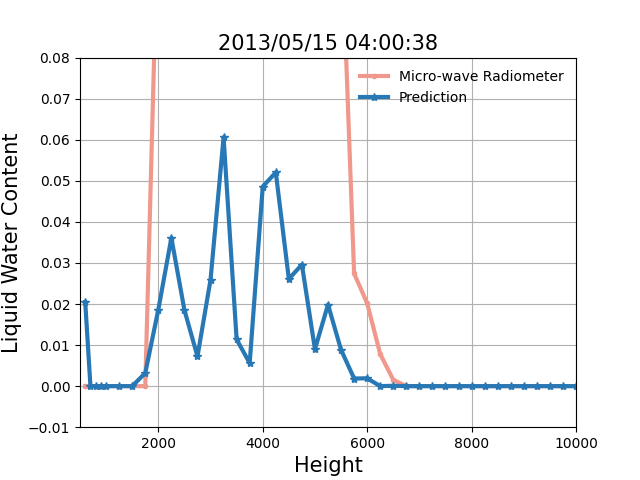 2013/05/15 04:00:38
Liquid Water Content
0.08
0.07
0.06
0.05
0.04
0.03
0.02
0.01
0.00
−0.01
Micro-wave Radiometer
Prediction
2000 4000 6000 8000 10000
Height